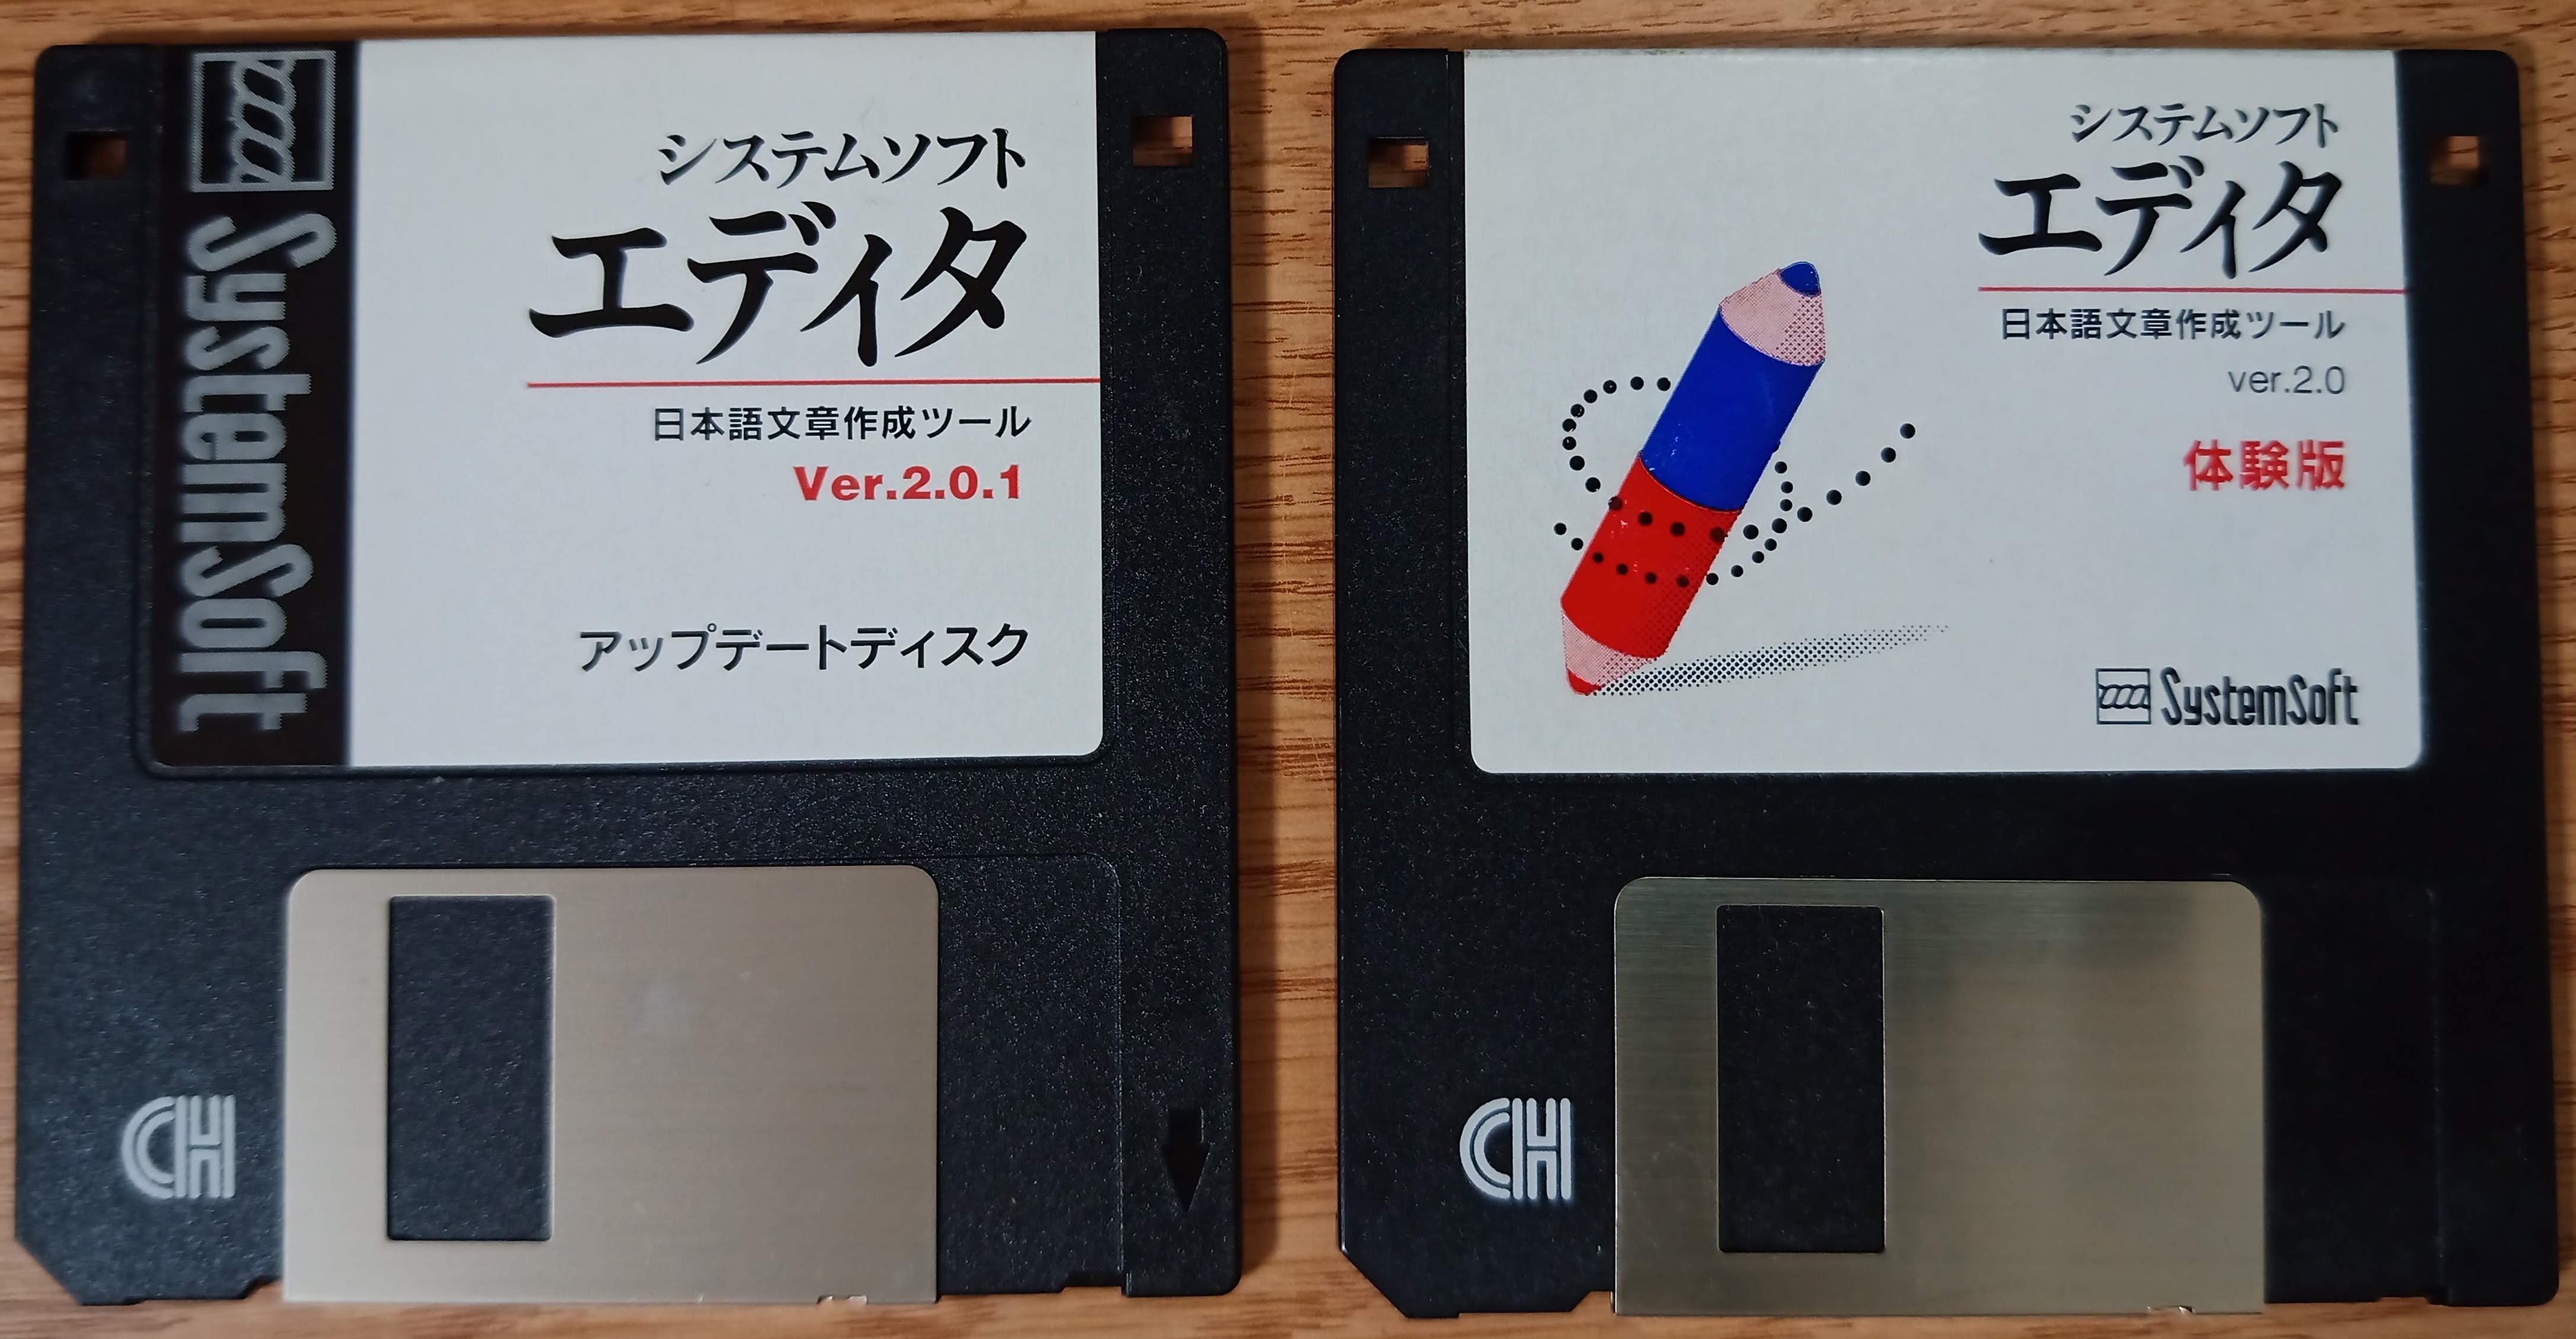 SystemSoft
システムソフト
エディタ
日本語文章作成ツール
Ver.2.0.1
アップデートディスク
HD
システムソフト
エディタ
日本語文章作成ツール
ver.2.0
体験版
SystemSoft
HD